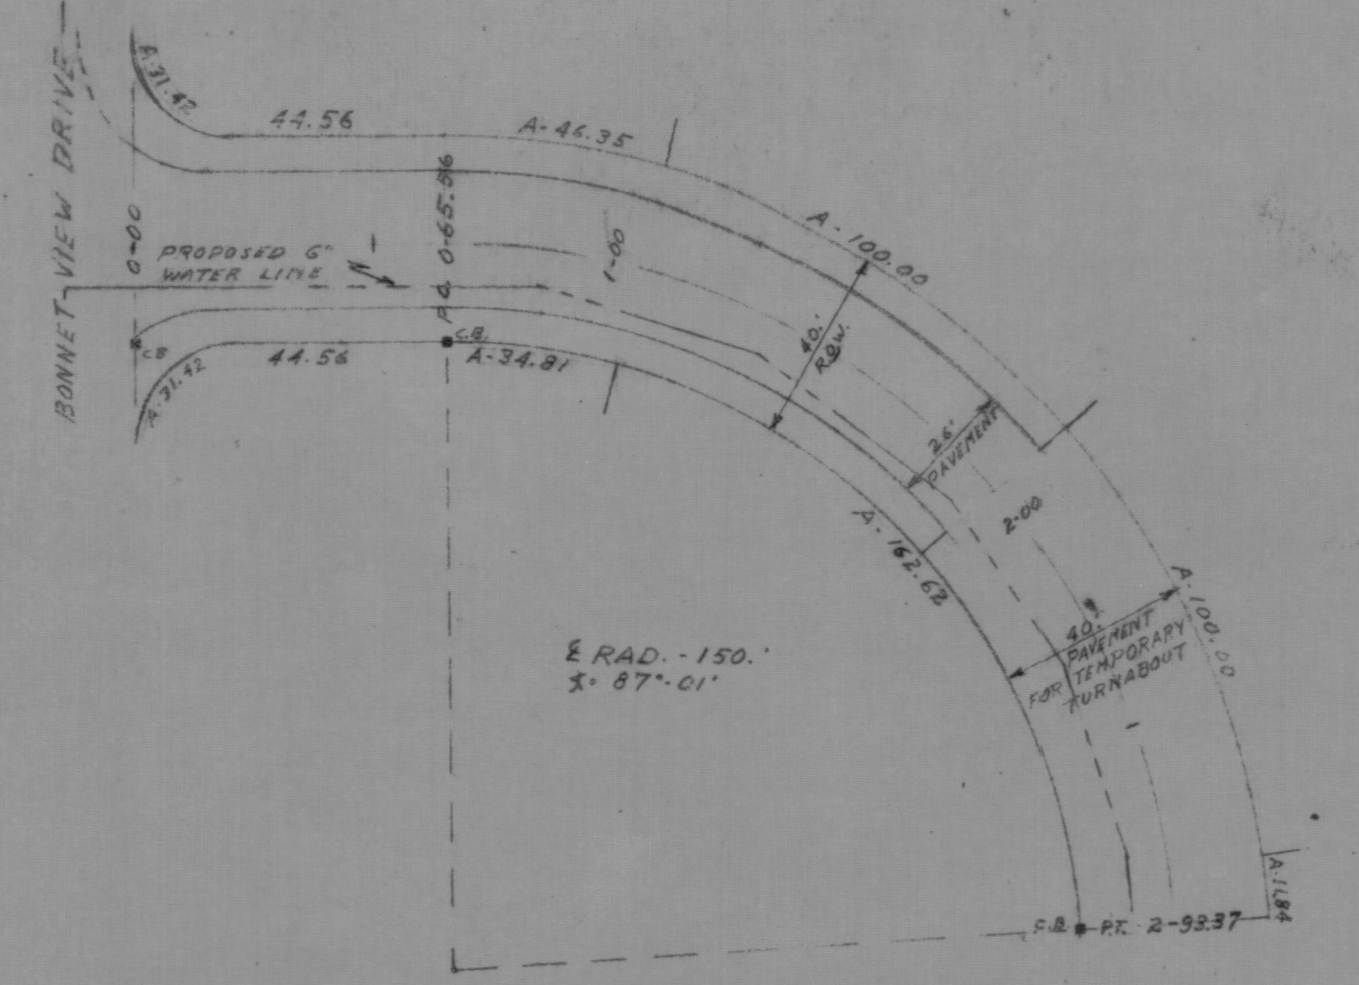 BONNET-VIEW DRIVE
A-31.42
44.56
A-46.35
A-100.00
0-00
PROPOSED 6"
WATER LINE
P.C. 0-65.56
1-00
40.'
R.O.W.
C.B
A-31.42
44.56
C.B.
A-34.81
26'
PAVEMENT
2-00
A-162.62
A-100.00
40.'
PAVEMENT
FOR TEMPORARY
TURNABOUT
℄ RAD. - 150.'
∡= 87°-01'
C.B.
P.T. 2-93.37
A-11.84